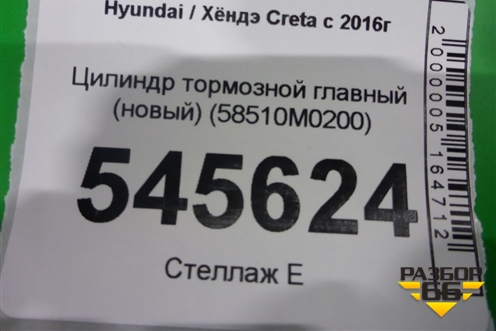 Hyundai / Хёндэ Creta с 2016г
Цилиндр тормозной главный
(новый) (58510M0200)
545624
Стеллаж Е
2000005164712
РАЗБОР
66